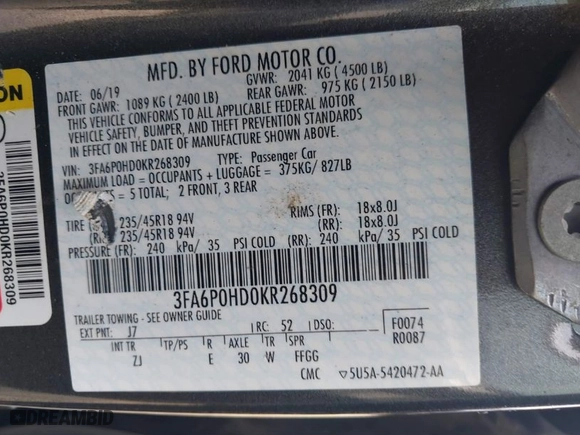 MFD. BY FORD MOTOR CO.
DATE: 06/19 GVWR: 2041 KG ( 4500 LB)
FRONT GAWR: 1089 KG ( 2400 LB) REAR GAWR: 975 KG ( 2150 LB)
THIS VEHICLE CONFORMS TO ALL APPLICABLE FEDERAL MOTOR
VEHICLE SAFETY, BUMPER, AND THEFT PREVENTION STANDARDS
IN EFFECT ON THE DATE OF MANUFACTURE SHOWN ABOVE.
VIN: 3FA6P0HD0KR268309 TYPE: Passenger Car
MAXIMUM LOAD = OCCUPANTS + LUGGAGE = 375KG/ 827LB
= 5 TOTAL; 2 FRONT, 3 REAR
TIRE 235/45R18 94V RIMS (FR): 18x8.0J
235/45R18 94V (RR): 18x8.0J
PRESSURE (FR): 240 kPa/ 35 PSI COLD (RR): 240 kPa/ 35 PSI COLD
3FA6P0HD0KR268309
TRAILER TOWING - SEE OWNER GUIDE
EXT PNT: J7 RC: 52 DSO: F0074
R0087
INT TR TP/PS R AXLE TR SPR
ZJ E 30 W FFGG
CMC ▽5U5A-5420472-AA
ON
3FA6P0HD0KR268309
DREAMBID